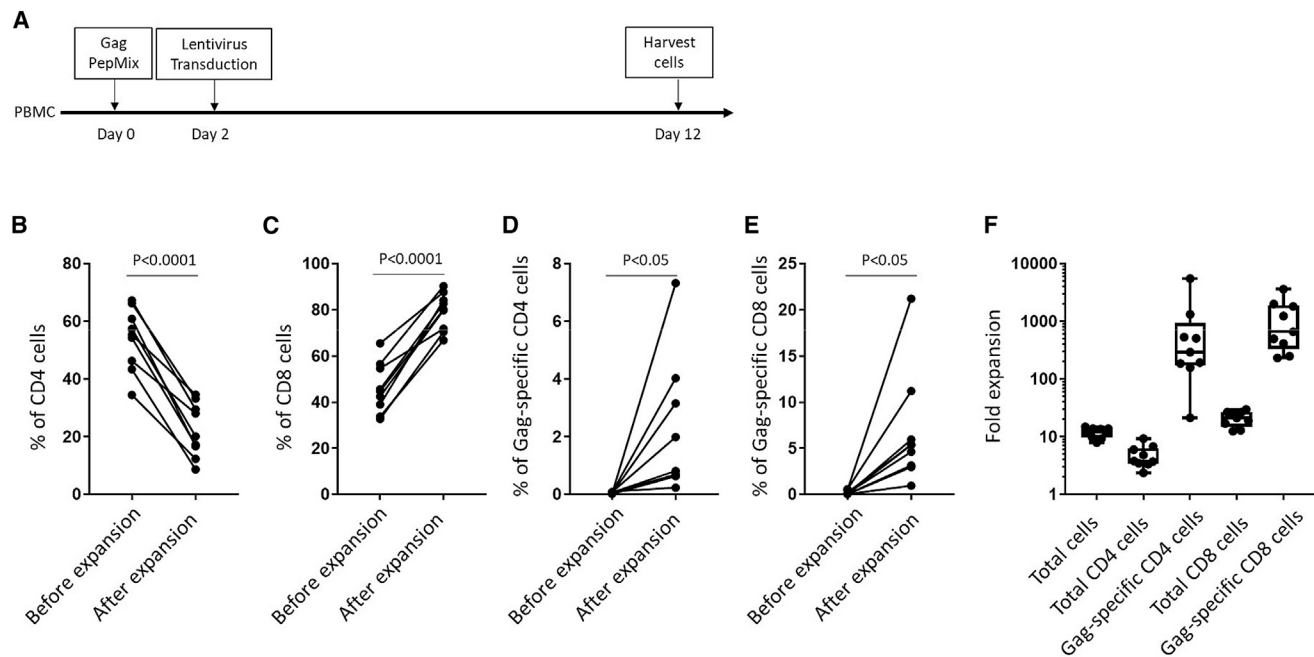 A
Gag
PepMix
Lentivirus
Transduction
Harvest
cells
PBMC
Day 0
Day 2
Day 12
B
% of CD4 cells
80
60
40
20
0
P<0.0001
Before expansion
After expansion
C
% of CD8 cells
100
80
60
40
20
0
P<0.0001
Before expansion
After expansion
D
% of Gag-specific CD4 cells
8
6
4
2
0
P<0.05
Before expansion
After expansion
E
% of Gag-specific CD8 cells
25
20
15
10
5
0
P<0.05
Before expansion
After expansion
F
Fold expansion
10000
1000
100
10
1
Total cells
Total CD4 cells
Gag-specific CD4 cells
Total CD8 cells
Gag-specific CD8 cells